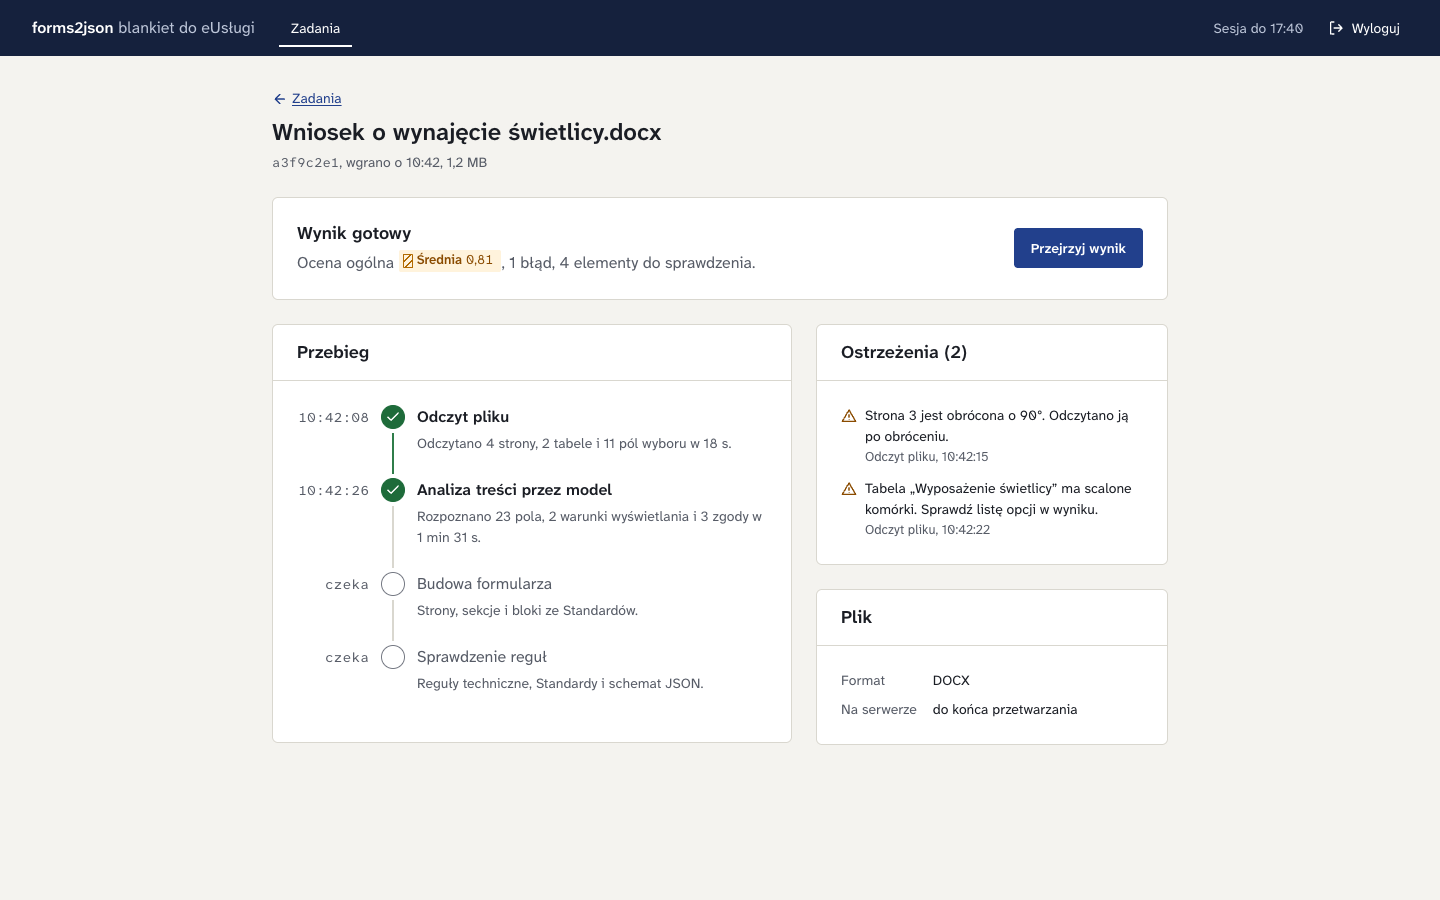 forms2json blankiet do eUsługi
Zadania
Sesja do 17:40
Wyloguj
Zadania
Wniosek o wynajęcie świetlicy.docx
a3f9c2e1, wgrano o 10:42, 1,2 MB
Wynik gotowy
Ocena ogólna Średnia 0,81 , 1 błąd, 4 elementy do sprawdzenia.
Przejrzyj wynik
Przebieg
10:42:08 Odczyt pliku
Odczytano 4 strony, 2 tabele i 11 pól wyboru w 18 s.
10:42:26 Analiza treści przez model
Rozpoznano 23 pola, 2 warunki wyświetlania i 3 zgody w
1 min 31 s.
czeka Budowa formularza
Strony, sekcje i bloki ze Standardów.
czeka Sprawdzenie reguł
Reguły techniczne, Standardy i schemat JSON.
Ostrzeżenia (2)
Strona 3 jest obrócona o 90°. Odczytano ją
po obróceniu.
Odczyt pliku, 10:42:15
Tabela „Wyposażenie świetlicy” ma scalone
komórki. Sprawdź listę opcji w wyniku.
Odczyt pliku, 10:42:22
Plik
Format DOCX
Na serwerze do końca przetwarzania